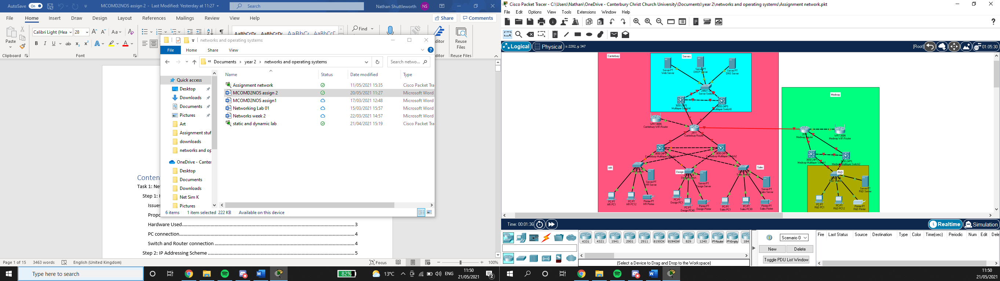 AutoSave On MCOMD2NOS assign 2 - Last Modified: Yesterday at 11:27 Search Nathan Shuttleworth NS
File Home Insert Draw Design Layout References Mailings Review View Help Share Comments
Paste Calibri Light (Hea 28 Aa AaBbCcDc AaBbCcDc AaBbCc AaBbCcE Find
B I U ab x₂ x² A A Reuse Files
Clipboard Font ditor Reuse Files
networks and operating systems
File Home Share View
Documents year 2 networks and operating systems Search netwo...
Name Status Date modified Type
Quick access
Desktop
Downloads
Documents
Pictures
Art
Assignment stuf
downloads
networks and op
OneDrive - Canter
Desktop
Documents
Downloads
Net Sim K
Pictures
Assignment network 11/05/2021 15:35 Cisco Packet Tra
MCOMD2NOS assign 2 20/05/2021 11:27 Microsoft Word
MCOMD2NOS assign1 17/03/2021 12:48 Microsoft Word
Networking Lab 01 15/03/2021 15:57 Microsoft Word
Networks week 2 22/03/2021 14:57 Microsoft Word
static and dynamic lab 21/04/2021 15:19 Cisco Packet Tra
6 items 1 item selected 222 KB Available on this device
Conten
Task 1: Ne
Step 1: H
Issues
Propo
Hardware Used 3
PC connection 4
Switch and Router connection 4
Step 2: IP Addressing Scheme 5
Page 1 of 15 3463 words English (United Kingdom) Focus 100%
Type here to search 82% 13°C ENG 11:50 21/05/2021 2
Cisco Packet Tracer - C:\Users\Nathan\OneDrive - Canterbury Christ Church University\Documents\year 2\networks and operating systems\Assignment network.pkt
File Edit Options View Tools Extensions Window Help
Logical Physical x: 2282, y: 347 [Root] 01:05:30
Canterbury
Servers
Server-PT Web Server
Server-PT DHCP Server
Server-PT DNS Server
2950T-24 Server Switch
3650-24PS Multilayer Switch4
3650-24PS Multilayer Switch5
WRT300N Canterbury WiFi Router
2811 Canterbury Router
3650-24PS Canterbury Multilayer Switch1
3650-24PS Canterbury Multilayer Switch2
HR
HR Switch
Server-PT HR Server
PC-PT HR PC1
PC-PT HR PC12
Printer-PT HR Printer
Design
Design Switch
Server-PT Design Server
PC-PT Design PC1
PC-PT Design PC40
Printer-PT Design Printer
Sales
Sales Switch
Server-PT Sales Server
PC-PT Sales PC1
PC-PT Sales PC30
Printer-PT Sales Printer
Medway
2811 Medway Router
WRT300N Medway WiFi Router
3650-24PS Medway Multilayer Switch1
3650-24PS Medway Multilayer Switch2
R&D
R&D Switch
Server-PT R&D Server
PC-PT R&D PC1
PC-PT R&D PC12
Printer-PT R&D Printer
Time: 00:01:36 Realtime Simulation
4331 4321 1941 2901 2911 819IOX 819HGW 829 1240 PT-Router PT-Empty 184
(Select a Device to Drag and Drop to the Workspace)
Scenario 0
New Delete
Toggle PDU List Window
Fire Last Status Source Destination Type Color Time(sec) Periodic Num Edit Dele
11:50
21/05/2021